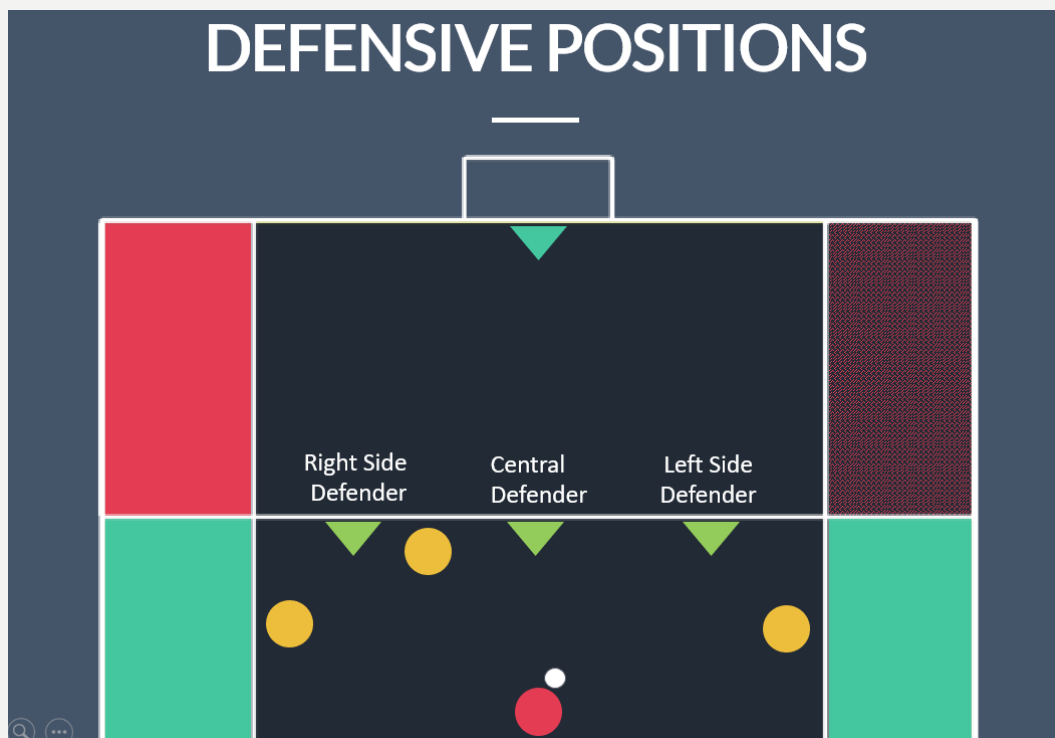 DEFENSIVE POSITIONS
Right Side
Defender
Central
Defender
Left Side
Defender